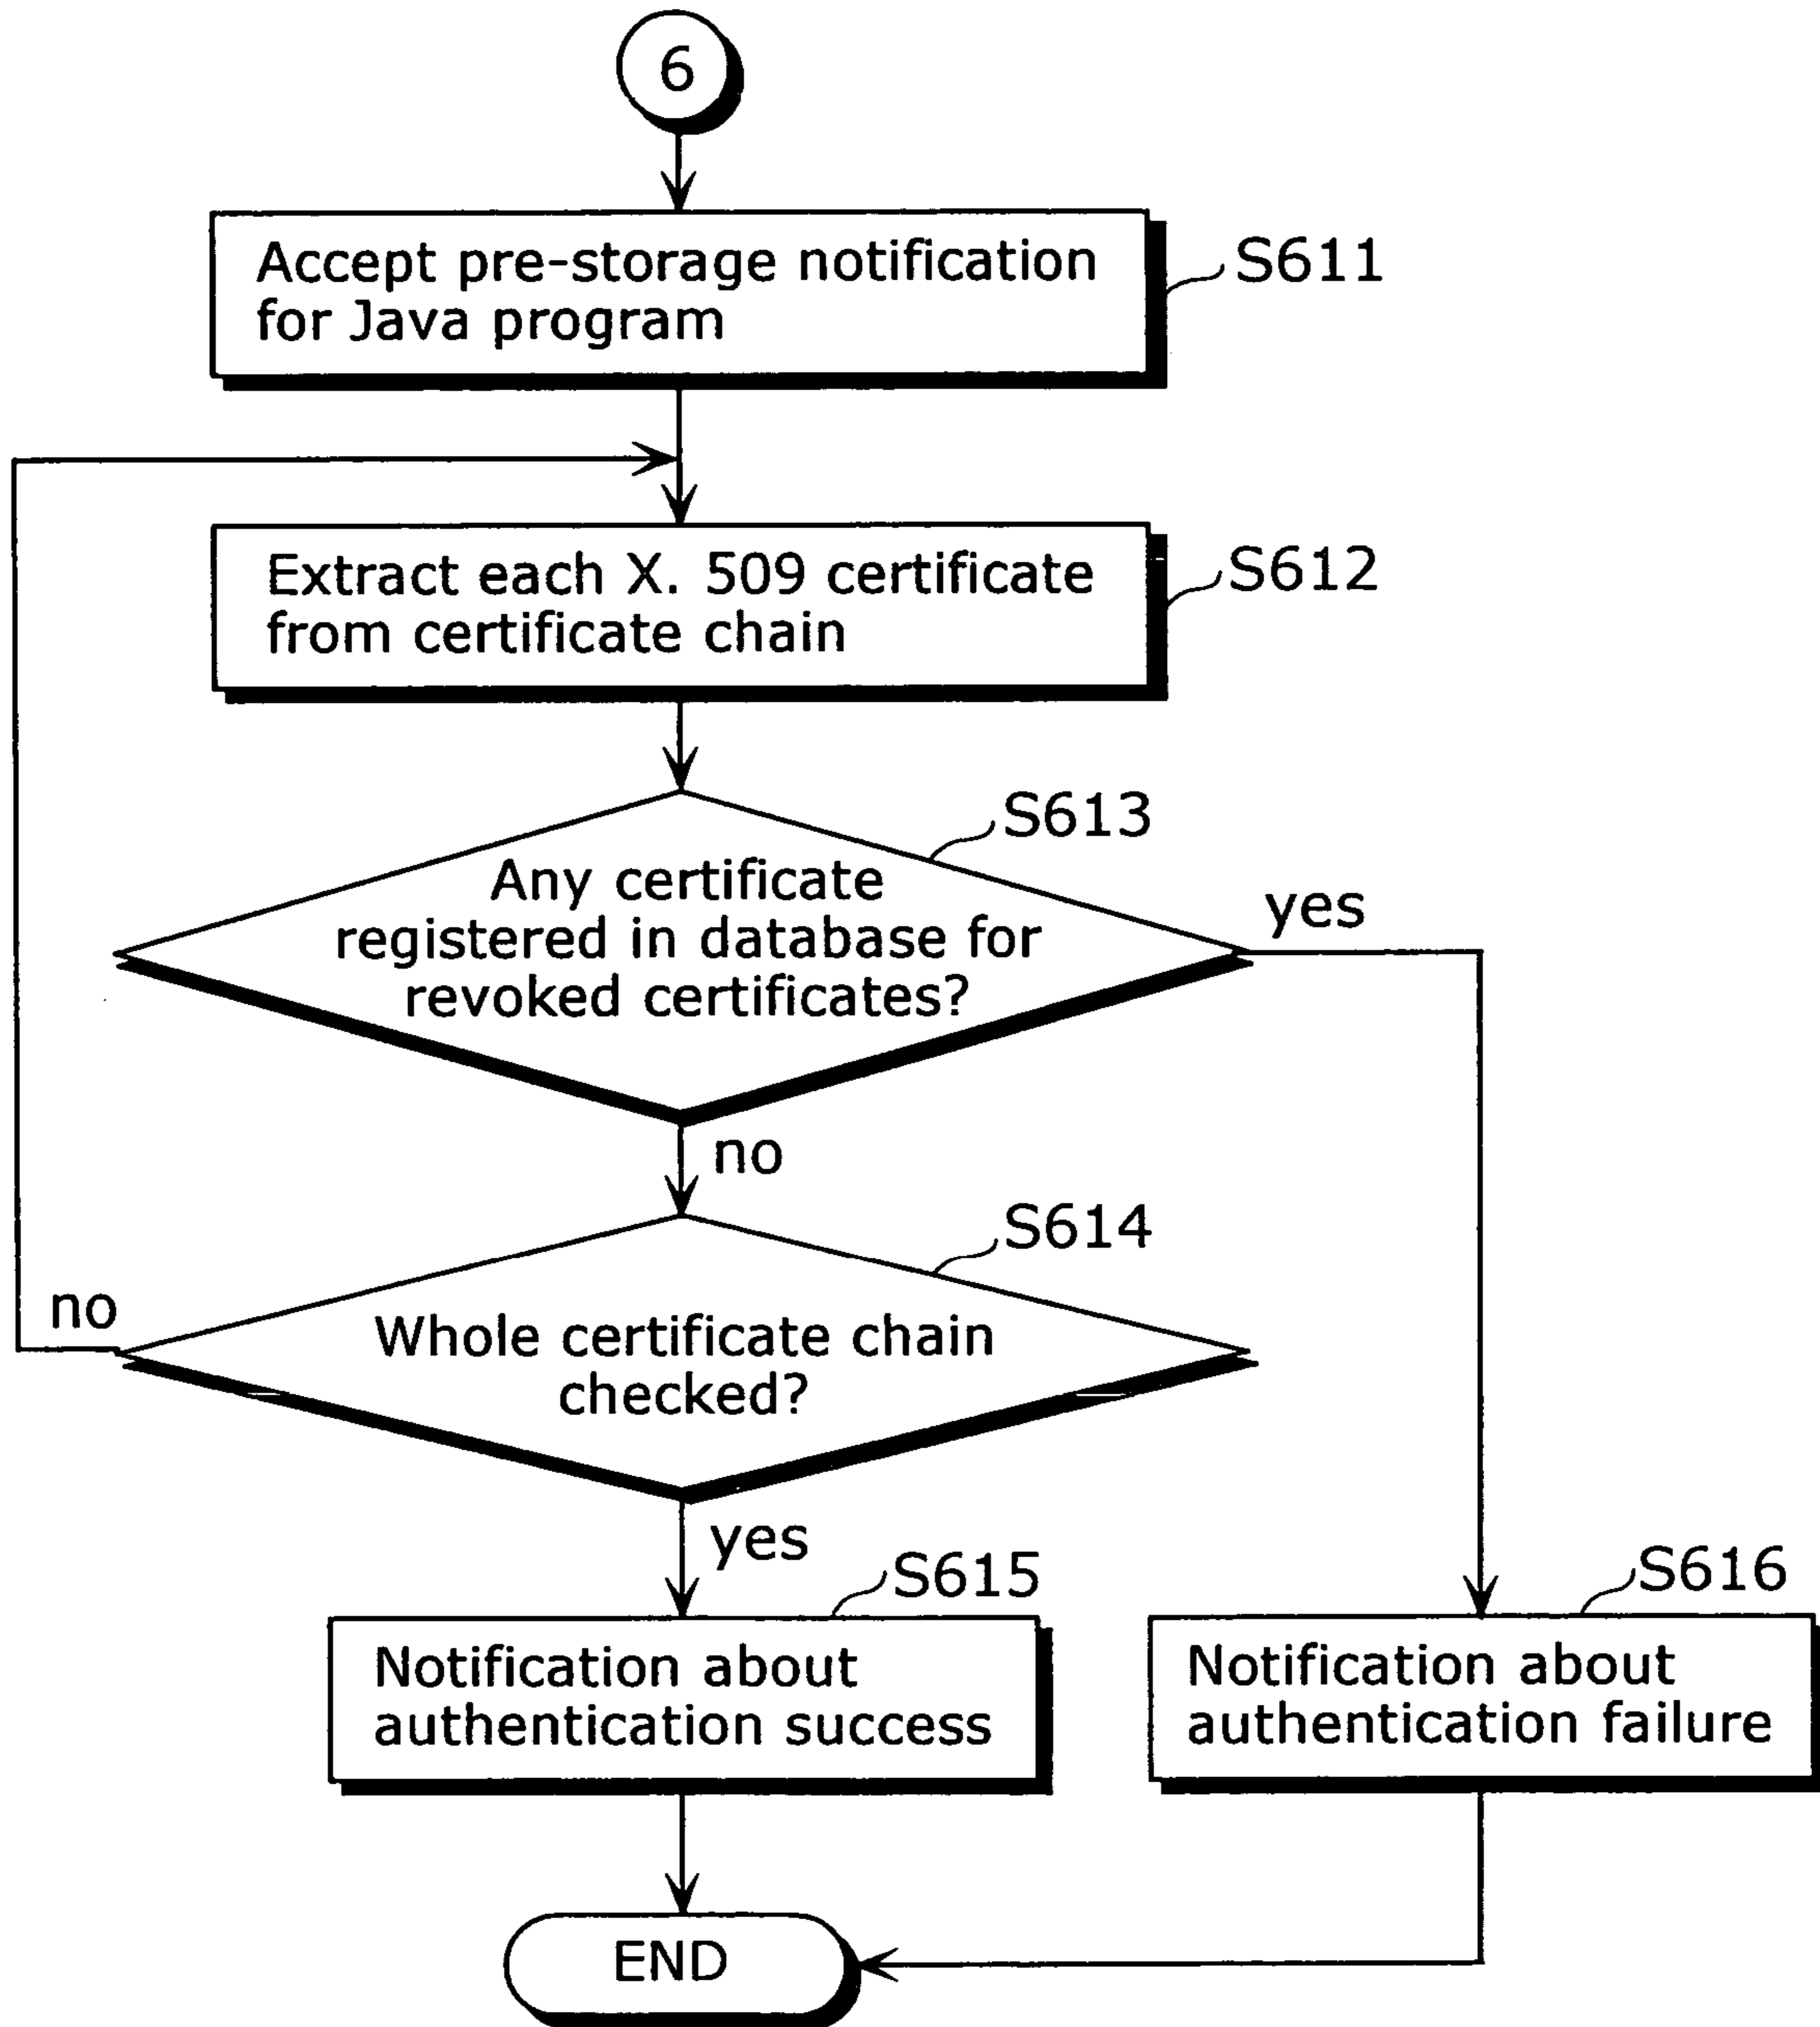 6
Accept pre-storage notification
for Java program
S611
Extract each X. 509 certificate
from certificate chain
S612
S613
Any certificate
registered in database for
revoked certificates?
yes
no
S614
Whole certificate chain
checked?
no
yes
S615
Notification about
authentication success
S616
Notification about
authentication failure
END